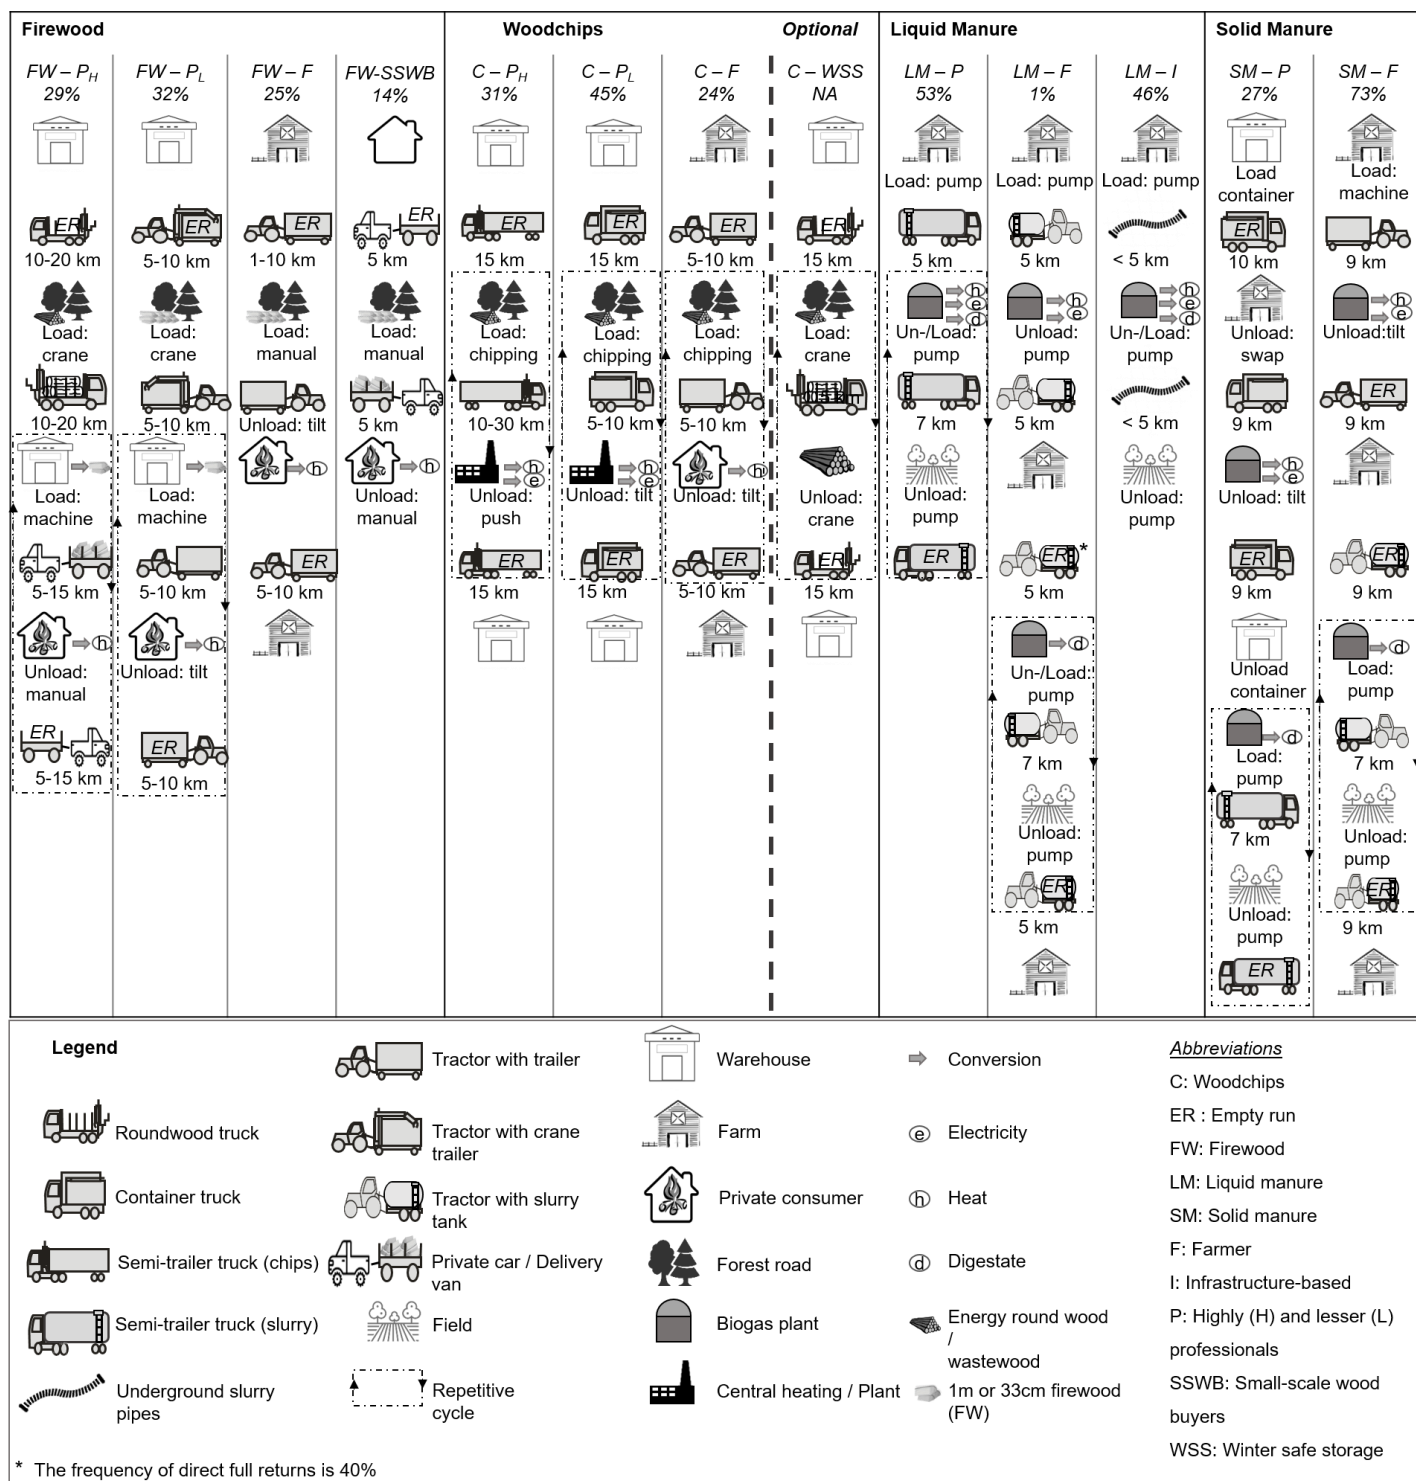 Firewood
Woodchips
Optional
Liquid Manure
Solid Manure
FW – PH
29%
FW – PL
32%
FW – F
25%
FW-SSWB
14%
C – PH
31%
C – PL
45%
C – F
24%
C – WSS
NA
LM – P
53%
LM – F
1%
LM – I
46%
SM – P
27%
SM – F
73%
ER
10-20 km
Load:
crane
10-20 km
Load:
machine
5-15 km
h
Unload:
manual
ER
5-15 km
ER
5-10 km
Load:
crane
5-10 km
Load:
machine
5-10 km
h
Unload: tilt
ER
5-10 km
ER
1-10 km
Load:
manual
Unload: tilt
h
ER
5-10 km
ER
5 km
Load:
manual
5 km
h
Unload:
manual
ER
15 km
Load:
chipping
10-30 km
h
e
Unload:
push
ER
15 km
ER
15 km
Load:
chipping
5-10 km
h
e
Unload: tilt
ER
15 km
ER
5-10 km
Load:
chipping
5-10 km
h
Unload: tilt
ER
5-10 km
ER
15 km
Load:
crane
15 km
Unload:
crane
ER
15 km
Load: pump
5 km
h
e
d
Un-/Load:
pump
7 km
Unload:
pump
ER
Load: pump
5 km
h
e
Unload:
pump
5 km
ER*
5 km
d
Un-/Load:
pump
7 km
Unload:
pump
ER
5 km
Load: pump
< 5 km
h
e
d
Un-/Load:
pump
< 5 km
Unload:
pump
Load
container
ER
10 km
Unload:
swap
9 km
h
e
Unload: tilt
ER
9 km
Unload
container
d
Load:
pump
7 km
Unload:
pump
ER
Load:
machine
9 km
h
e
Unload:tilt
ER
9 km
ER
9 km
d
Load:
pump
7 km
Unload:
pump
ER
9 km
Legend
Roundwood truck
Container truck
Semi-trailer truck (chips)
Semi-trailer truck (slurry)
Underground slurry
pipes
Tractor with trailer
Tractor with crane
trailer
Tractor with slurry
tank
Private car / Delivery
van
Field
Repetitive
cycle
Warehouse
Farm
Private consumer
Forest road
Biogas plant
Central heating / Plant
Conversion
e Electricity
h Heat
d Digestate
Energy round wood
/
wastewood
1m or 33cm firewood
(FW)
Abbreviations
C: Woodchips
ER : Empty run
FW: Firewood
LM: Liquid manure
SM: Solid manure
F: Farmer
I: Infrastructure-based
P: Highly (H) and lesser (L)
professionals
SSWB: Small-scale wood
buyers
WSS: Winter safe storage
* The frequency of direct full returns is 40%